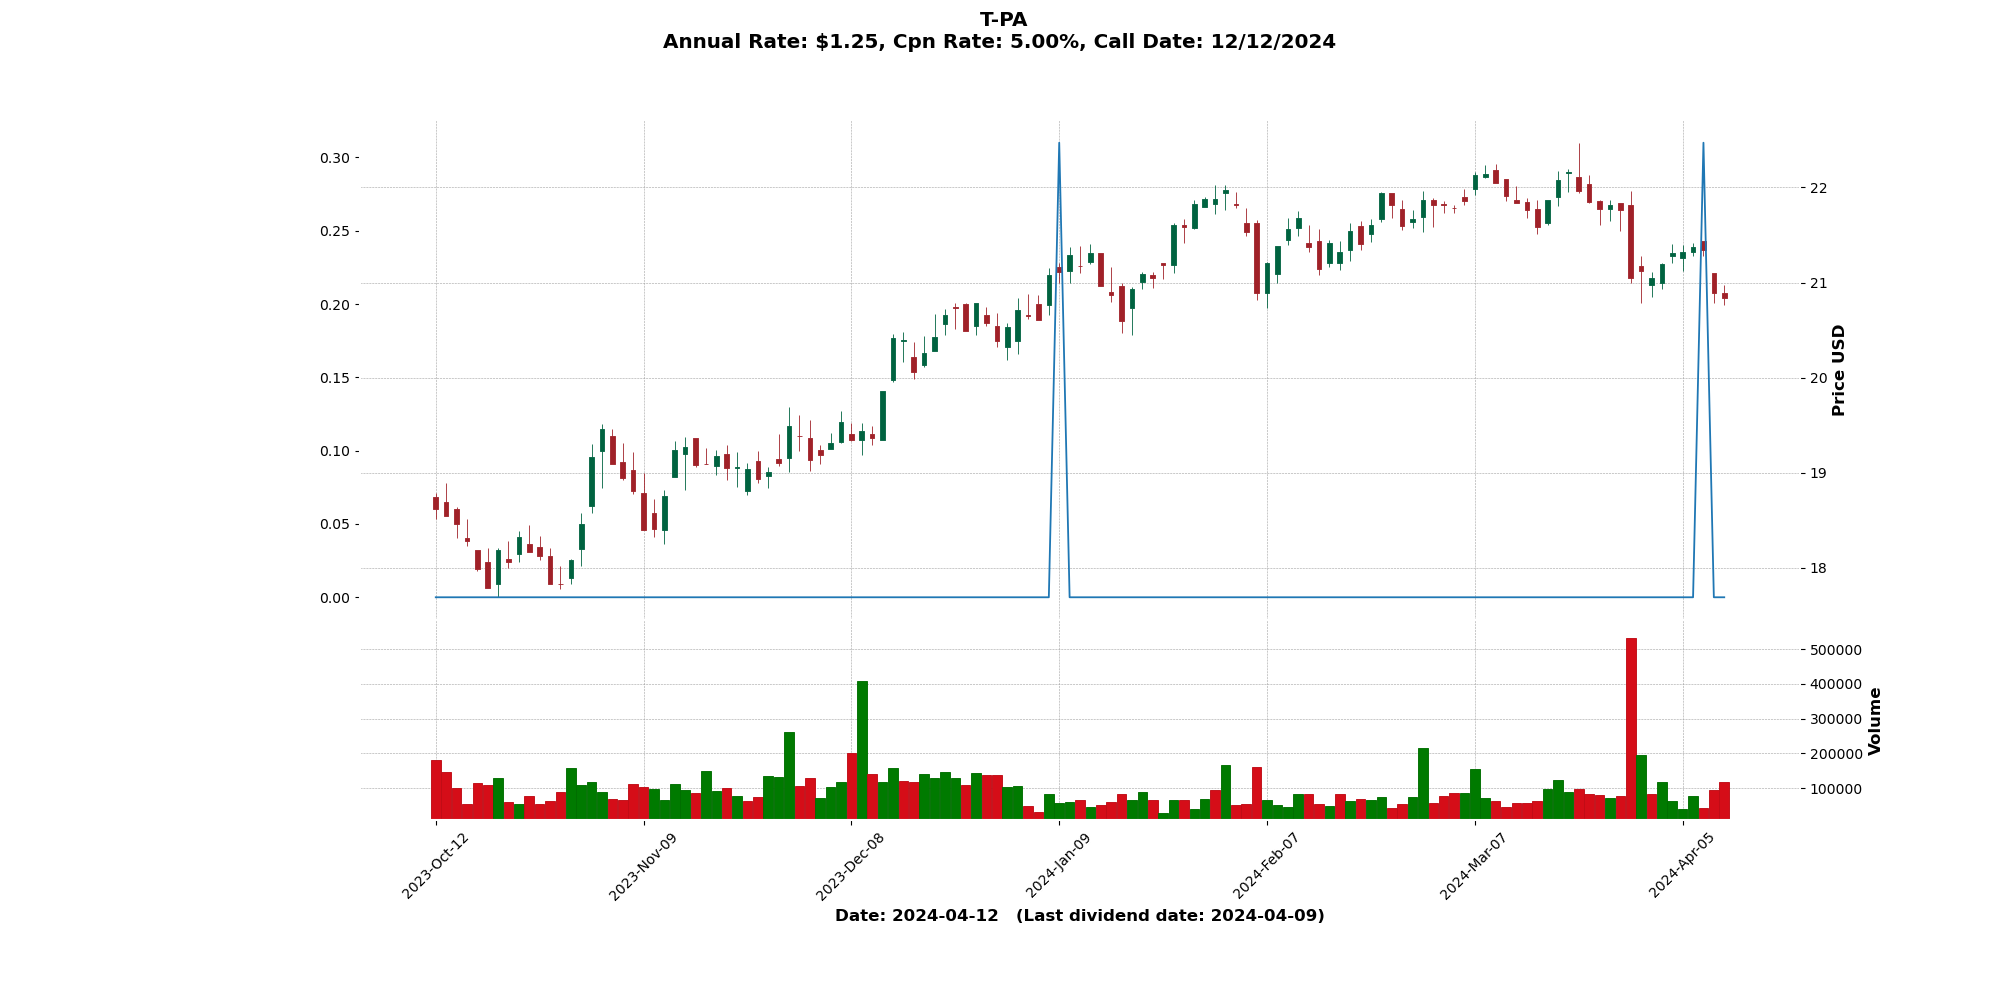 T-PA
Annual Rate: $1.25, Cpn Rate: 5.00%, Call Date: 12/12/2024
0.30
0.25
0.20
0.15
0.10
0.05
0.00
22
21
20
19
18
Price USD
500000
400000
300000
200000
100000
Volume
2023-Oct-12
2023-Nov-09
2023-Dec-08
2024-Jan-09
2024-Feb-07
2024-Mar-07
2024-Apr-05
Date: 2024-04-12 (Last dividend date: 2024-04-09)